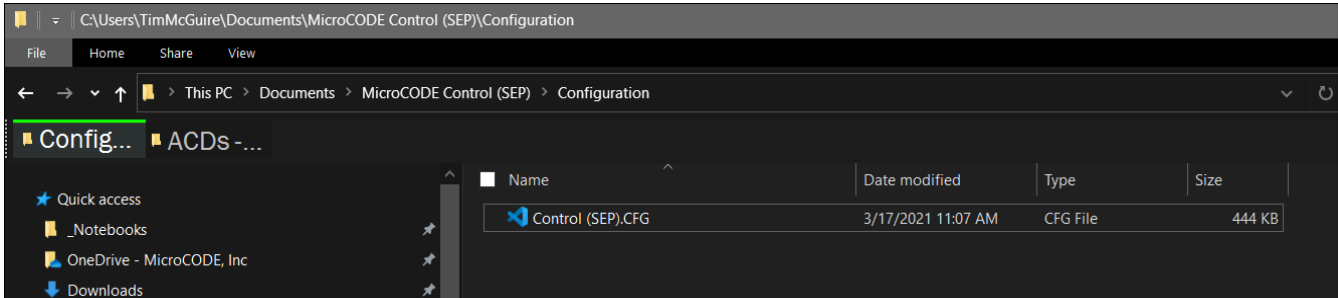 C:\Users\TimMcGuire\Documents\MicroCODE Control (SEP)\Configuration
File Home Share View
This PC > Documents > MicroCODE Control (SEP) > Configuration
Config... ACDs -...
Name Date modified Type Size
Quick access
Control (SEP).CFG 3/17/2021 11:07 AM CFG File 444 KB
_Notebooks
OneDrive - MicroCODE, Inc
Downloads